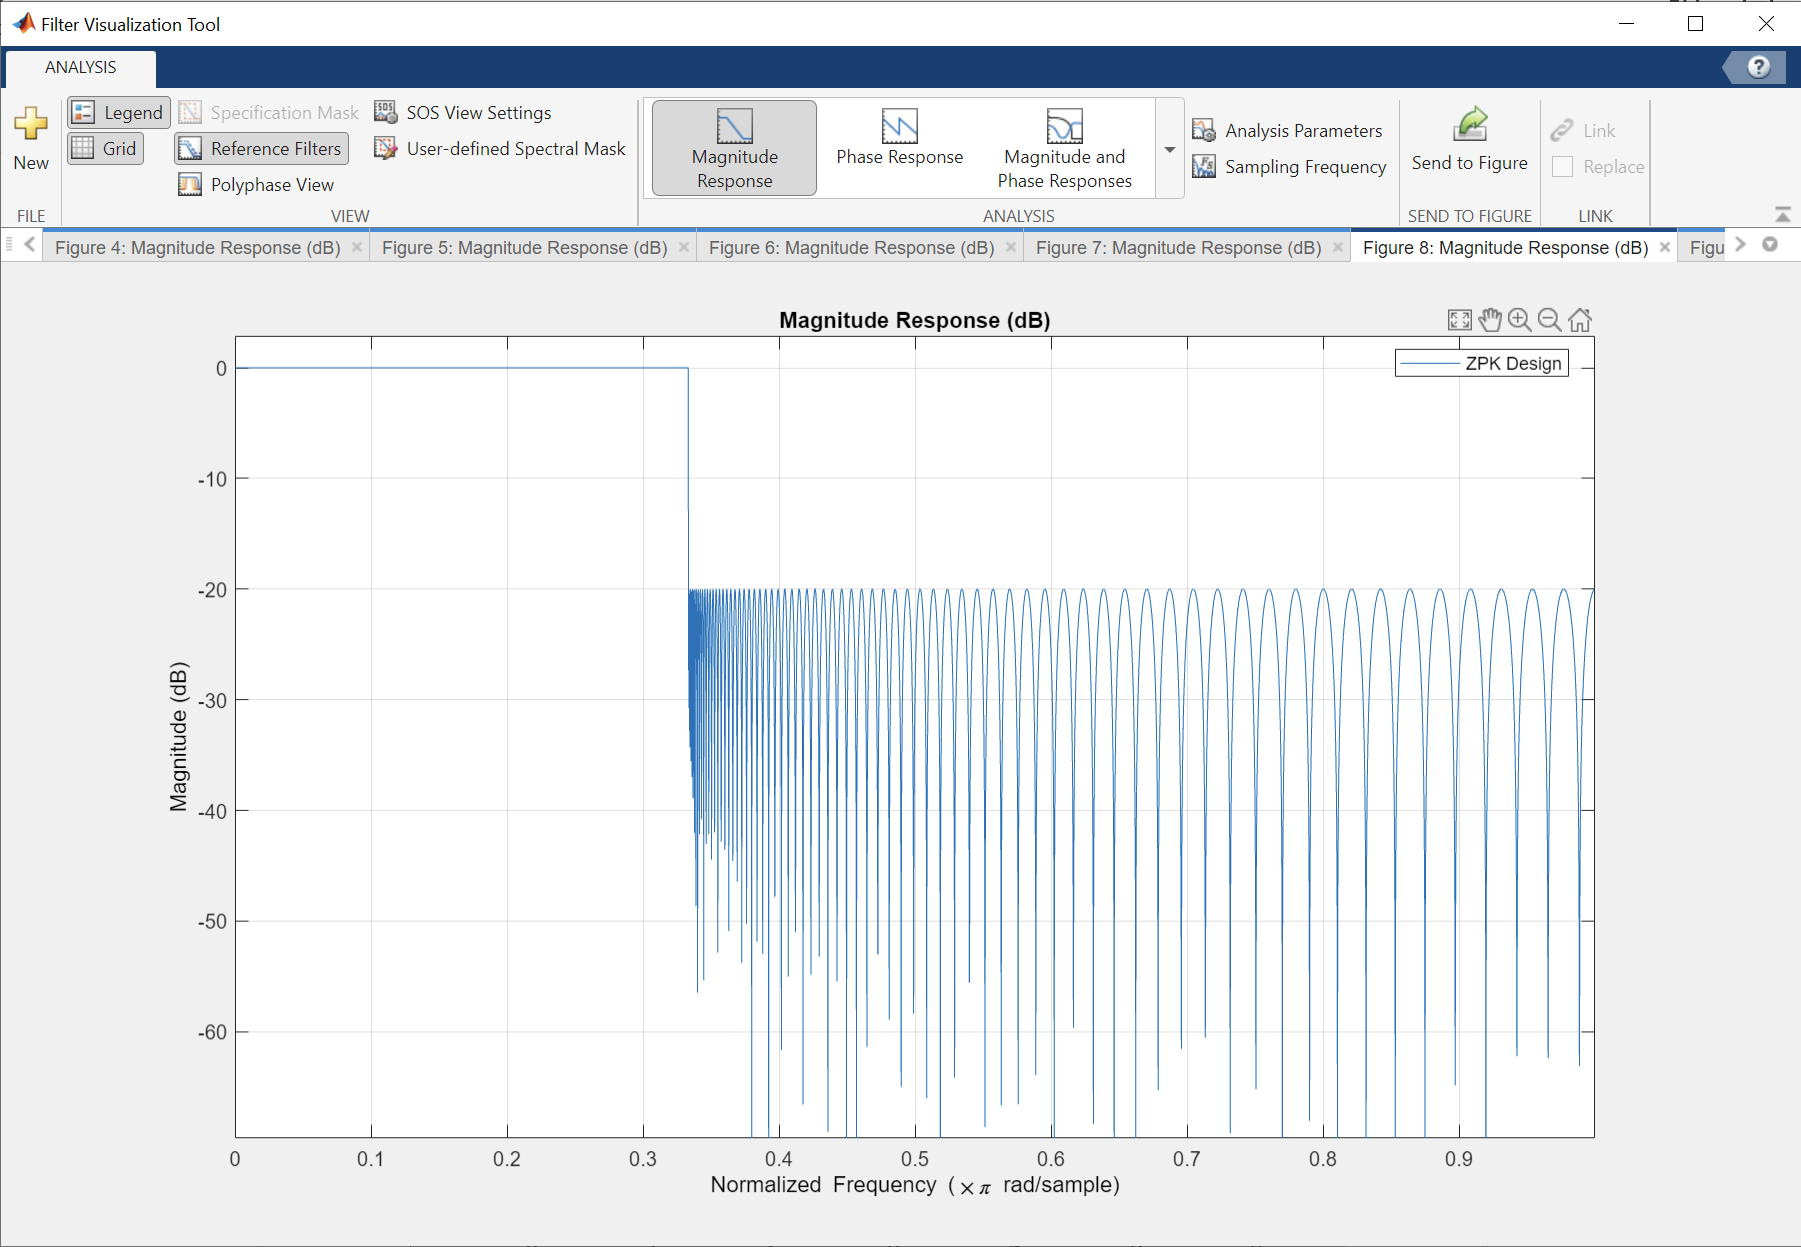 Filter Visualization Tool
ANALYSIS
New
Legend
Grid
Specification Mask
Reference Filters
Polyphase View
SOS View Settings
User-defined Spectral Mask
Magnitude
Response
Phase Response
Magnitude and
Phase Responses
Analysis Parameters
Sampling Frequency
Send to Figure
Link
Replace
FILE
VIEW
ANALYSIS
SEND TO FIGURE
LINK
Figure 4: Magnitude Response (dB)
Figure 5: Magnitude Response (dB)
Figure 6: Magnitude Response (dB)
Figure 7: Magnitude Response (dB)
Figure 8: Magnitude Response (dB)
Figu
Magnitude Response (dB)
ZPK Design
0
-10
-20
-30
-40
-50
-60
Magnitude (dB)
0 0.1 0.2 0.3 0.4 0.5 0.6 0.7 0.8 0.9
Normalized Frequency (×π rad/sample)